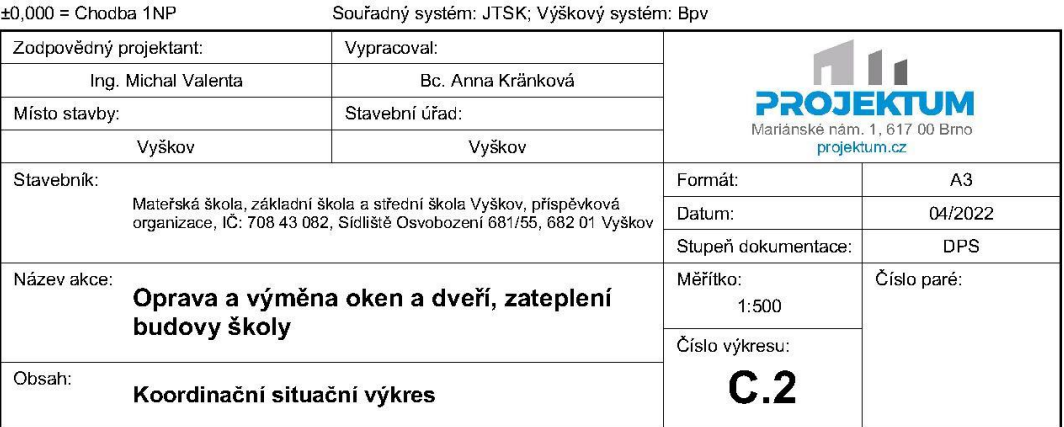 ±0,000 = Chodba 1NP Souřadný systém: JTSK; Výškový systém: Bpv
Zodpovědný projektant: Vypracoval:
Ing. Michal Valenta Bc. Anna Kränková
Místo stavby: Stavební úřad:
Vyškov Vyškov
PROJEKTUM
Mariánské nám. 1, 617 00 Brno
projektum.cz
Stavebník:
Mateřská škola, základní škola a střední škola Vyškov, příspěvková
organizace, IČ: 708 43 082, Sídliště Osvobození 681/55, 682 01 Vyškov
Formát: A3
Datum: 04/2022
Stupeň dokumentace: DPS
Název akce:
Oprava a výměna oken a dveří, zateplení
budovy školy
Měřítko:
1:500
Číslo paré:
Číslo výkresu:
C.2
Obsah:
Koordinační situační výkres